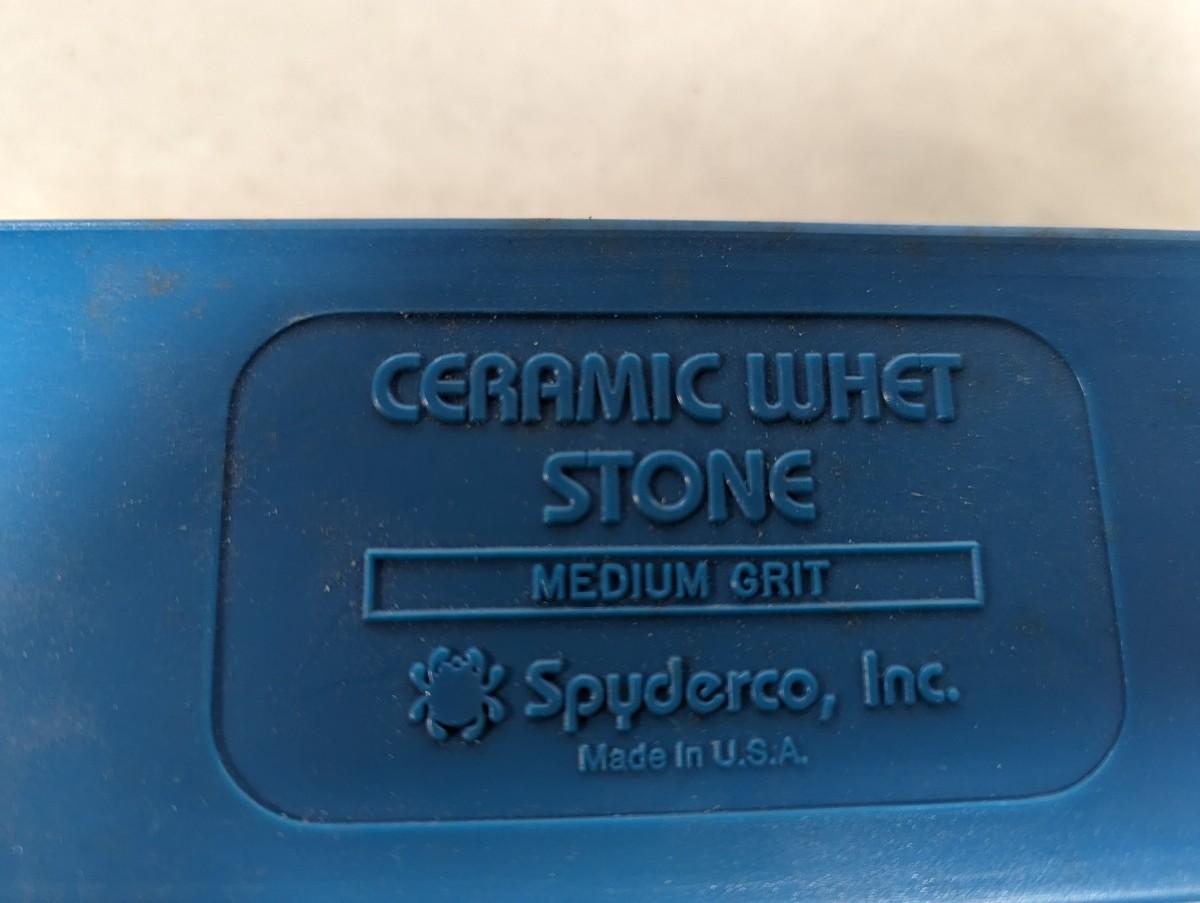 CERAMIC WHET
STONE
MEDIUM GRIT
Spyderco, Inc.
Made In U.S.A.